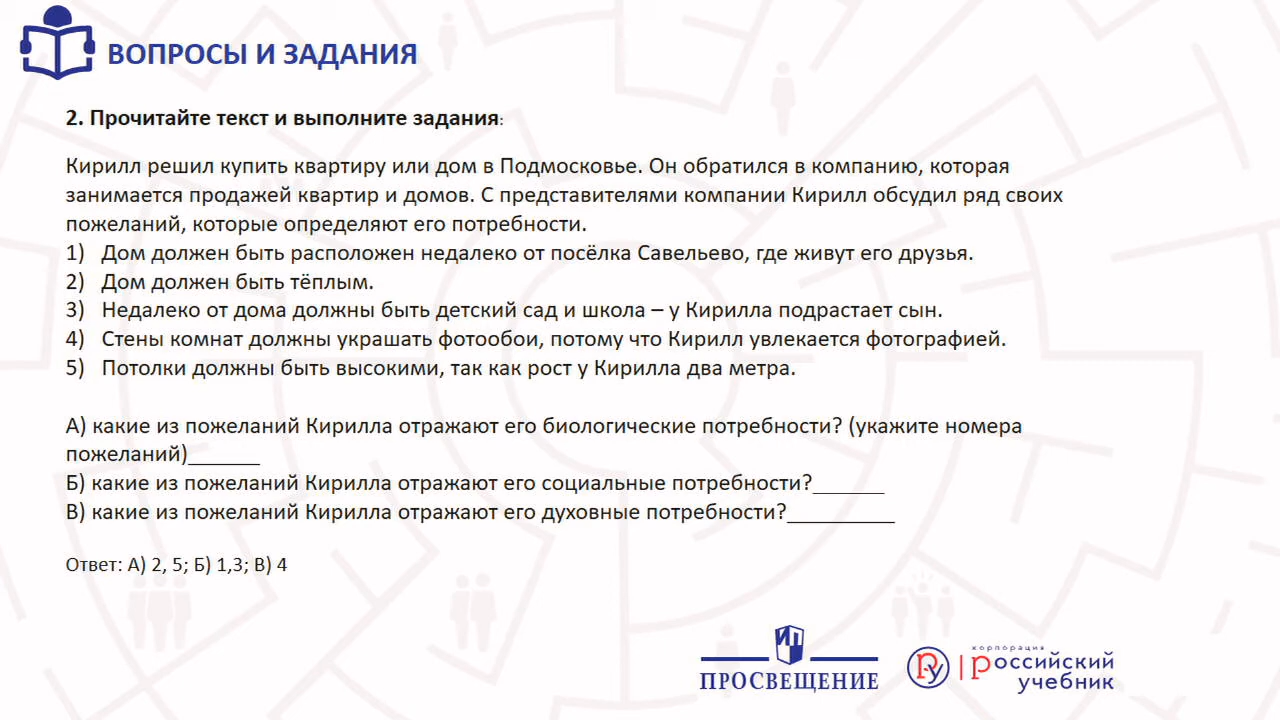 ВОПРОСЫ И ЗАДАНИЯ
2. Прочитайте текст и выполните задания:
Кирилл решил купить квартиру или дом в Подмосковье. Он обратился в компанию, которая
занимается продажей квартир и домов. С представителями компании Кирилл обсудил ряд своих
пожеланий, которые определяют его потребности.
1) Дом должен быть расположен недалеко от посёлка Савельево, где живут его друзья.
2) Дом должен быть тёплым.
3) Недалеко от дома должны быть детский сад и школа – у Кирилла подрастает сын.
4) Стены комнат должны украшать фотообои, потому что Кирилл увлекается фотографией.
5) Потолки должны быть высокими, так как рост у Кирилла два метра.
А) какие из пожеланий Кирилла отражают его биологические потребности? (укажите номера
пожеланий)______
Б) какие из пожеланий Кирилла отражают его социальные потребности?______
В) какие из пожеланий Кирилла отражают его духовные потребности?_________
Ответ: А) 2, 5; Б) 1,3; В) 4
ПРОСВЕЩЕНИЕ
корпорация
российский
учебник